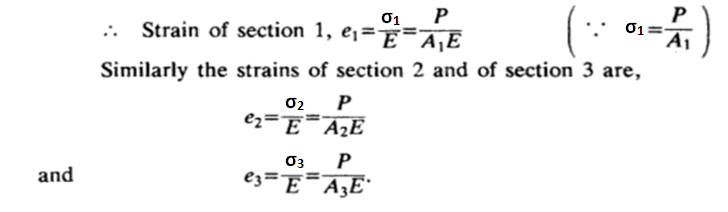 ∴ Strain of section 1, e₁ = σ₁/E = P/A₁E (∵ σ₁ = P/A₁)
Similarly the strains of section 2 and of section 3 are,
e₂ = σ₂/E = P/A₂E
and e₃ = σ₃/E = P/A₃E.